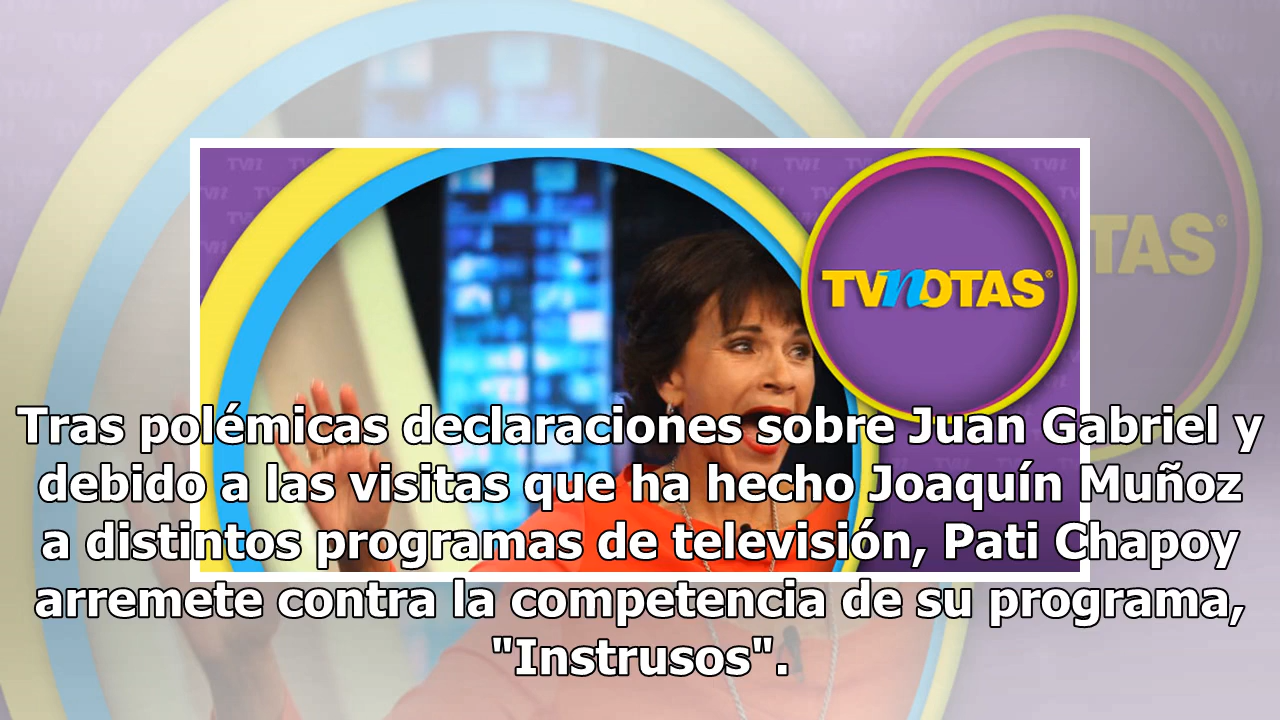 TVnOTAS®
TAS®
Tras polémicas declaraciones sobre Juan Gabriel y
debido a las visitas que ha hecho Joaquín Muñoz
a distintos programas de televisión, Pati Chapoy
arremete contra la competencia de su programa,
"Instrusos".